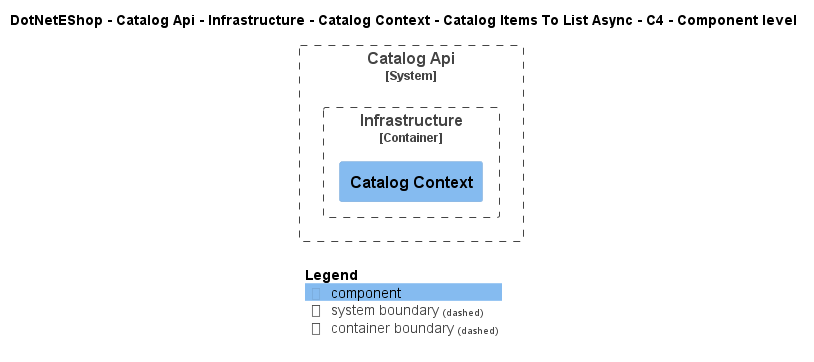 DotNetEShop - Catalog Api - Infrastructure - Catalog Context - Catalog Items To List Async - C4 - Component level
Catalog Api
[System]
Infrastructure
[Container]
Catalog Context
Legend
component
system boundary (dashed)
container boundary (dashed)